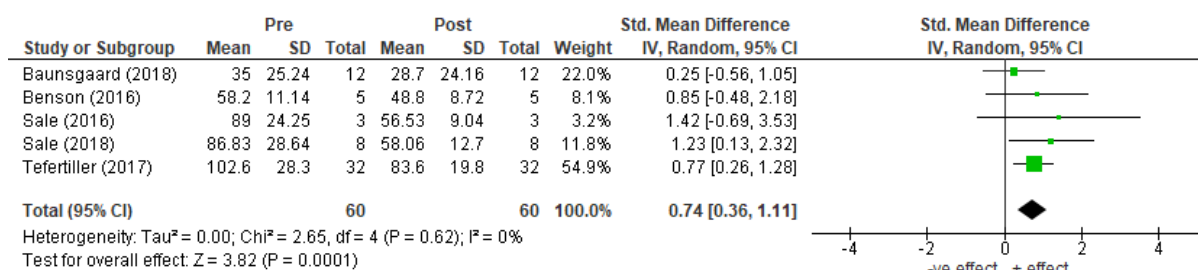 Pre Post Std. Mean Difference Std. Mean Difference
Study or Subgroup Mean SD Total Mean SD Total Weight IV, Random, 95% CI IV, Random, 95% CI
Baunsgaard (2018) 35 25.24 12 28.7 24.16 12 22.0% 0.25 [-0.56, 1.05]
Benson (2016) 58.2 11.14 5 48.8 8.72 5 8.1% 0.85 [-0.48, 2.18]
Sale (2016) 89 24.25 3 56.53 9.04 3 3.2% 1.42 [-0.69, 3.53]
Sale (2018) 86.83 28.64 8 58.06 12.7 8 11.8% 1.23 [0.13, 2.32]
Tefertiller (2017) 102.6 28.3 32 83.6 19.8 32 54.9% 0.77 [0.26, 1.28]
Total (95% CI) 60 60 100.0% 0.74 [0.36, 1.11]
Heterogeneity: Tau² = 0.00; Chi² = 2.65, df = 4 (P = 0.62); I² = 0%
Test for overall effect: Z = 3.82 (P = 0.0001)
-4 -2 0 2 4
-ve effect + effect